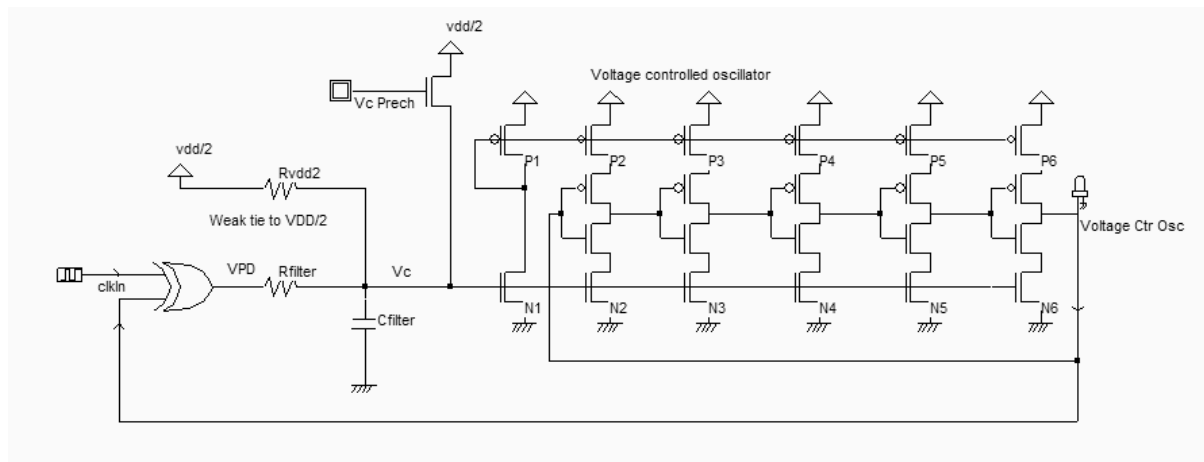 vdd/2
Voltage controlled oscillator
Vc Prech
vdd/2
Rvdd2
Weak tie to VDD/2
P1 P2 P3 P4 P5 P6
Voltage Ctr Osc
clkIn
VPD Rfilter Vc
Cfilter
N1 N2 N3 N4 N5 N6